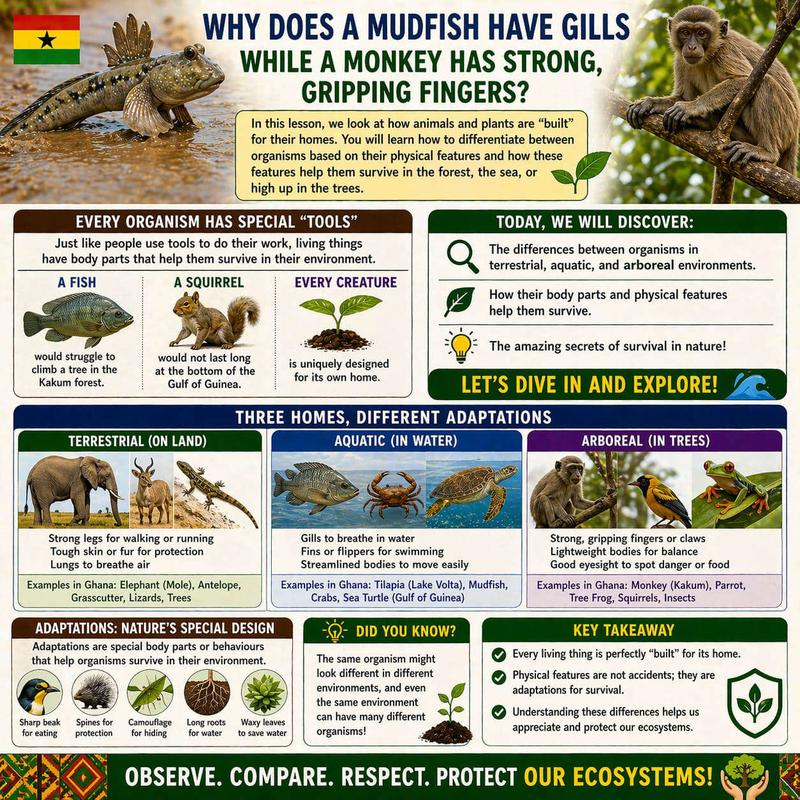 WHY DOES A MUDFISH HAVE GILLS
WHILE A MONKEY HAS STRONG,
GRIPPING FINGERS?
In this lesson, we look at how animals and plants are “built”
for their homes. You will learn how to differentiate between
organisms based on their physical features and how these
features help them survive in the forest, the sea, or
high up in the trees.
EVERY ORGANISM HAS SPECIAL “TOOLS”
Just like people use tools to do their work, living things
have body parts that help them survive in their environment.
A FISH
would struggle to
climb a tree in the
Kakum forest.
A SQUIRREL
would not last long
at the bottom of the
Gulf of Guinea.
EVERY CREATURE
is uniquely designed
for its own home.
TODAY, WE WILL DISCOVER:
The differences between organisms in
terrestrial, aquatic, and arboreal environments.
How their body parts and physical features
help them survive.
The amazing secrets of survival in nature!
LET’S DIVE IN AND EXPLORE!
THREE HOMES, DIFFERENT ADAPTATIONS
TERRESTRIAL (ON LAND)
Strong legs for walking or running
Tough skin or fur for protection
Lungs to breathe air
Examples in Ghana: Elephant (Mole), Antelope,
Grasscutter, Lizards, Trees
AQUATIC (IN WATER)
Gills to breathe in water
Fins or flippers for swimming
Streamlined bodies to move easily
Examples in Ghana: Tilapia (Lake Volta), Mudfish,
Crabs, Sea Turtle (Gulf of Guinea)
ARBOREAL (IN TREES)
Strong, gripping fingers or claws
Lightweight bodies for balance
Good eyesight to spot danger or food
Examples in Ghana: Monkey (Kakum), Parrot,
Tree Frog, Squirrels, Insects
ADAPTATIONS: NATURE’S SPECIAL DESIGN
Adaptations are special body parts or behaviours
that help organisms survive in their environment.
Sharp beak
for eating
Spines for
protection
Camouflage
for hiding
Long roots
for water
Waxy leaves
to save water
DID YOU KNOW?
The same organism might
look different in different
environments, and even
the same environment
can have many different
organisms!
KEY TAKEAWAY
Every living thing is perfectly “built” for its home.
Physical features are not accidents; they are
adaptations for survival.
Understanding these differences helps us
appreciate and protect our ecosystems.
OBSERVE. COMPARE. RESPECT. PROTECT OUR ECOSYSTEMS!